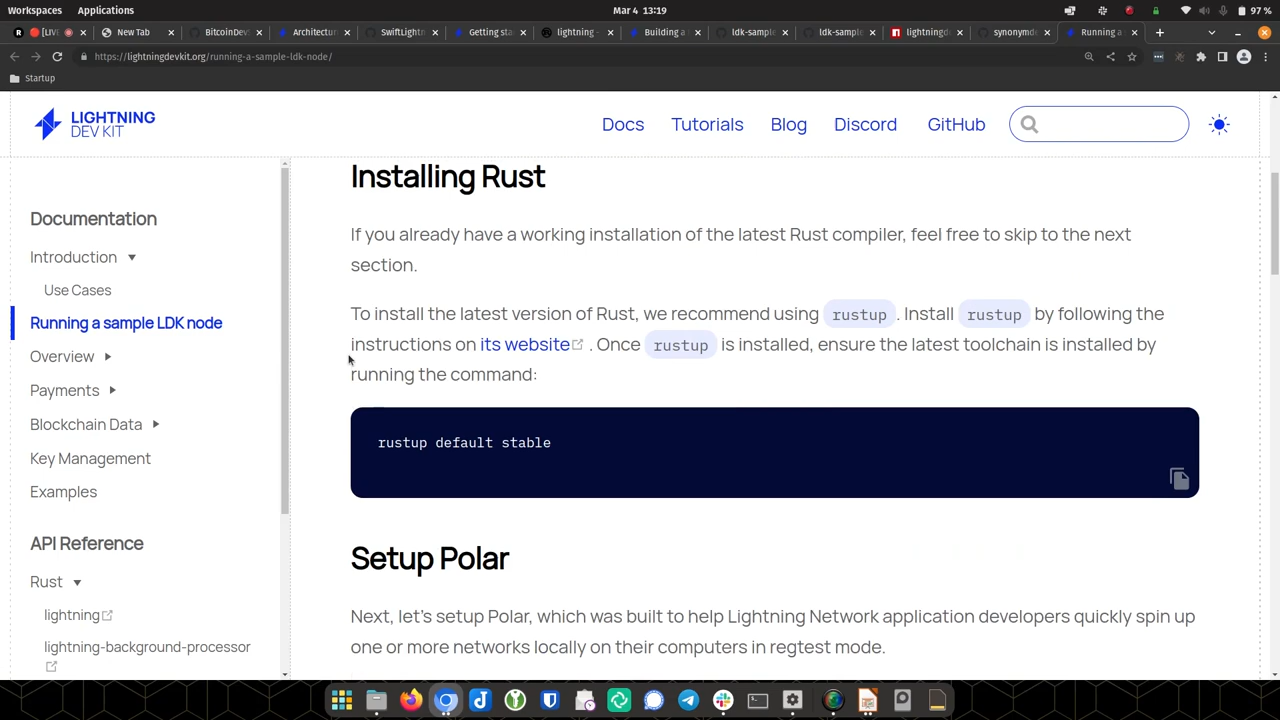 Workspaces Applications Mar 4 13:19 97 %
[LIV New Tab BitcoinDev Architectur SwiftLightn Getting sta lightning - Building a ldk-sample ldk-sample lightningd synonymd Running a
https://lightningdevkit.org/running-a-sample-ldk-node/
Startup
LIGHTNING
DEV KIT
Docs Tutorials Blog Discord GitHub
Documentation
Introduction
Use Cases
Running a sample LDK node
Overview
Payments
Blockchain Data
Key Management
Examples
API Reference
Rust
lightning
lightning-background-processor
Installing Rust
If you already have a working installation of the latest Rust compiler, feel free to skip to the next
section.
To install the latest version of Rust, we recommend using rustup. Install rustup by following the
instructions on its website . Once rustup is installed, ensure the latest toolchain is installed by
running the command:
rustup default stable
Setup Polar
Next, let's setup Polar, which was built to help Lightning Network application developers quickly spin up
one or more networks locally on their computers in regtest mode.